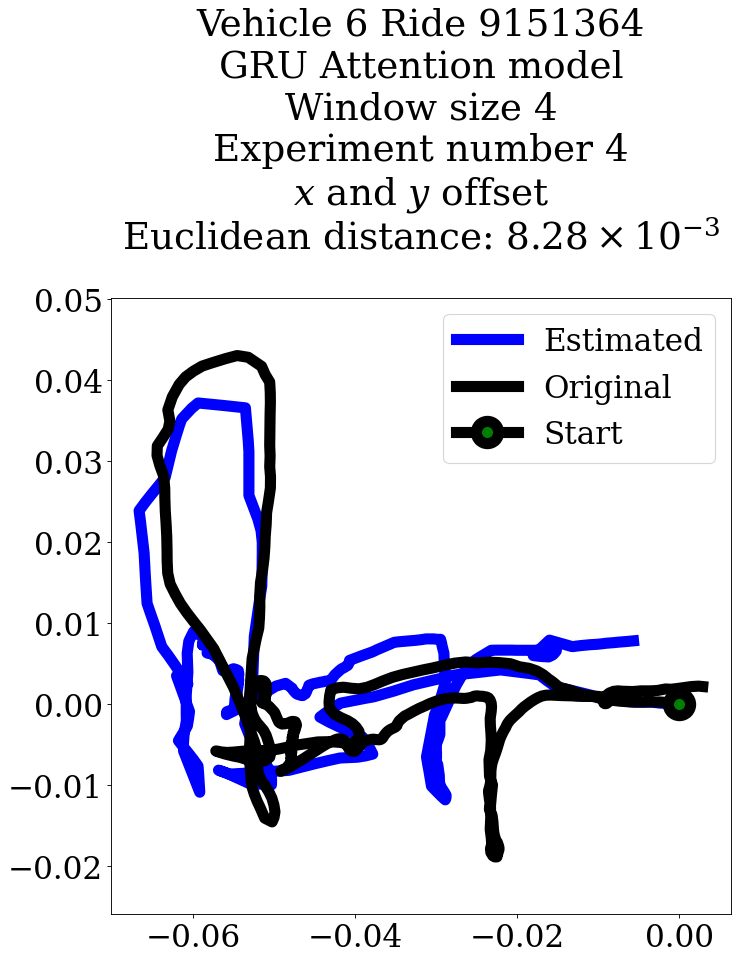 Vehicle 6 Ride 9151364
GRU Attention model
Window size 4
Experiment number 4
x and y offset
Euclidean distance: 8.28 × 10⁻³
Estimated
Original
Start
0.05
0.04
0.03
0.02
0.01
0.00
−0.01
−0.02
−0.06 −0.04 −0.02 0.00